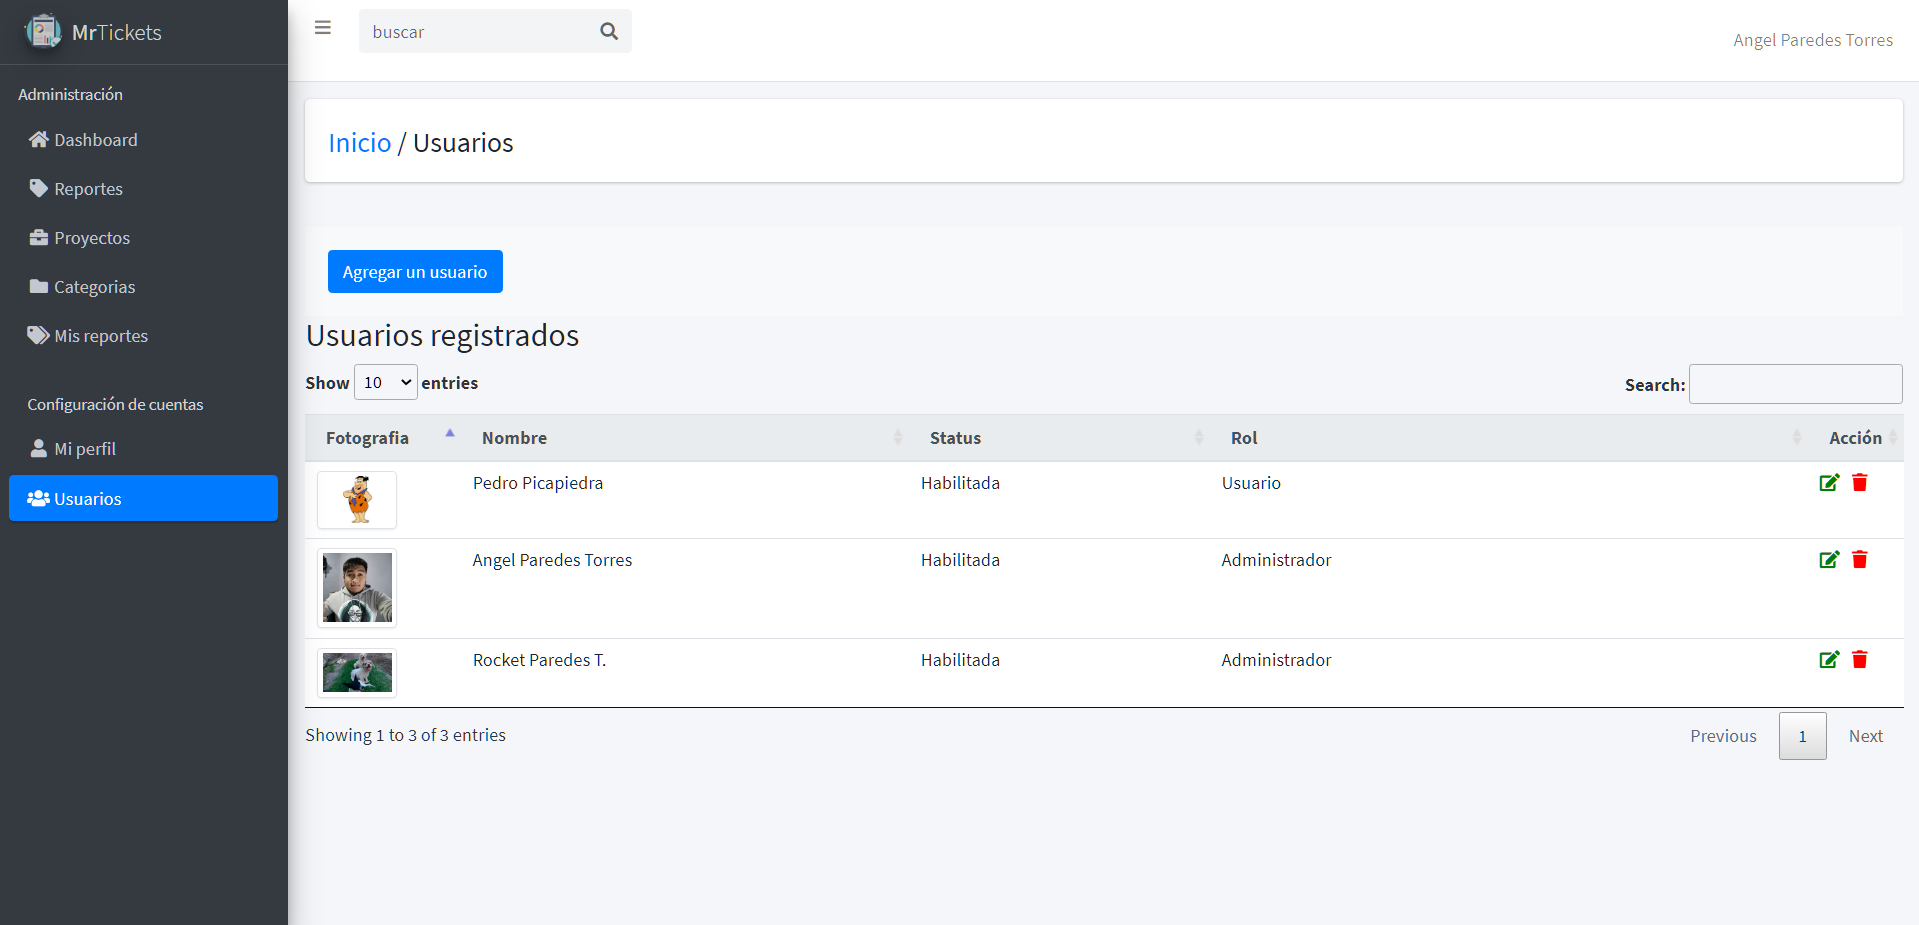 MrTickets
buscar
Angel Paredes Torres
Administración
Dashboard
Reportes
Proyectos
Categorias
Mis reportes
Configuración de cuentas
Mi perfil
Usuarios
Inicio / Usuarios
Agregar un usuario
Usuarios registrados
Show 10 entries
Search:
Fotografia Nombre Status Rol Acción
Pedro Picapiedra Habilitada Usuario
Angel Paredes Torres Habilitada Administrador
Rocket Paredes T. Habilitada Administrador
Showing 1 to 3 of 3 entries
Previous 1 Next